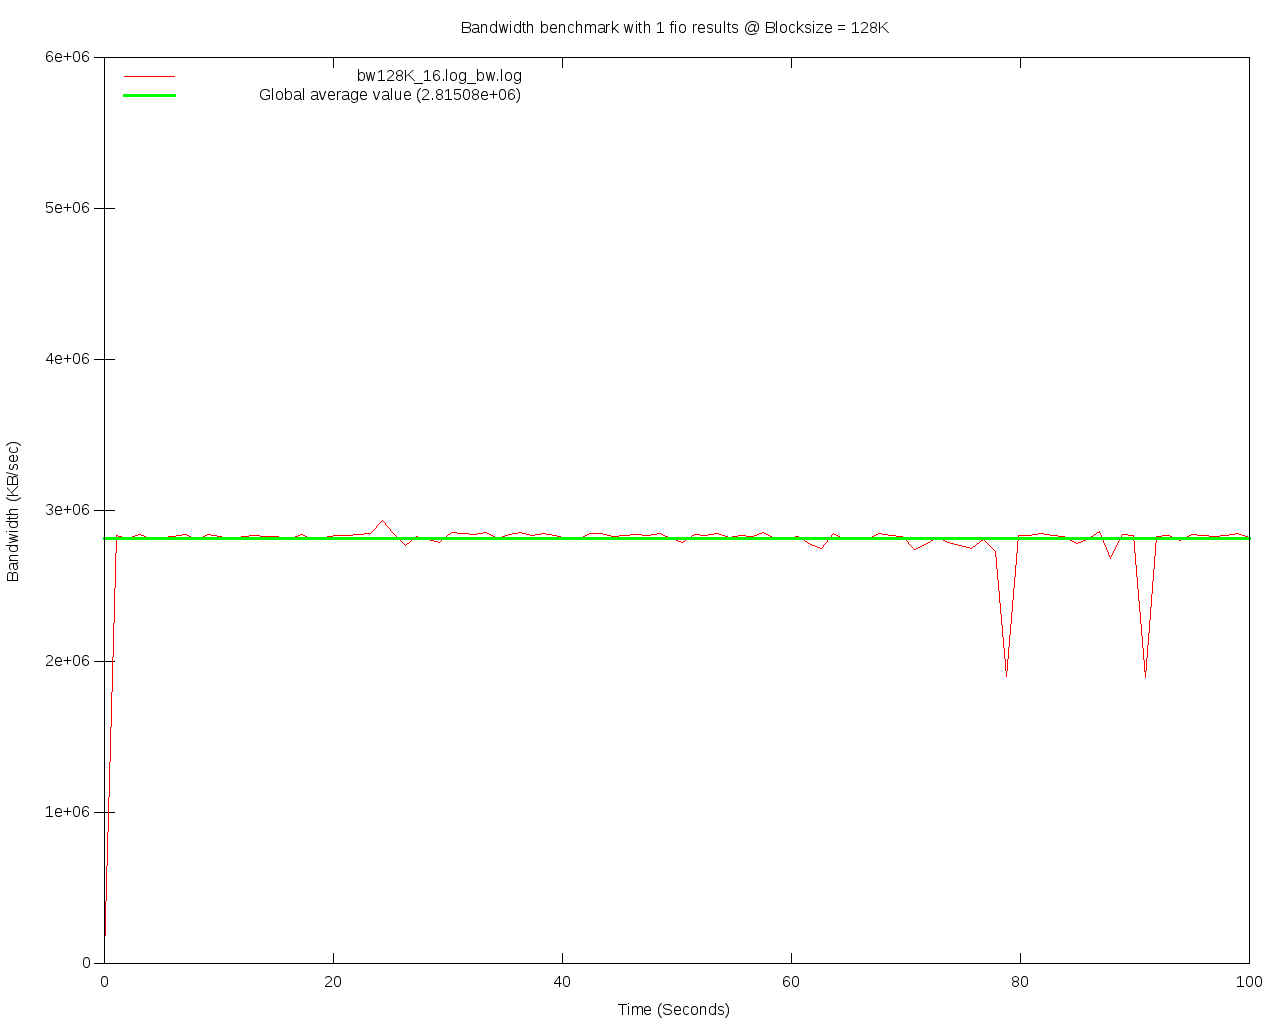 Bandwidth benchmark with 1 fio results @ Blocksize = 128K
bw128K_16.log_bw.log
Global average value (2.81508e+06)
6e+06
5e+06
4e+06
3e+06
2e+06
1e+06
0
Bandwidth (KB/sec)
0 20 40 60 80 100
Time (Seconds)